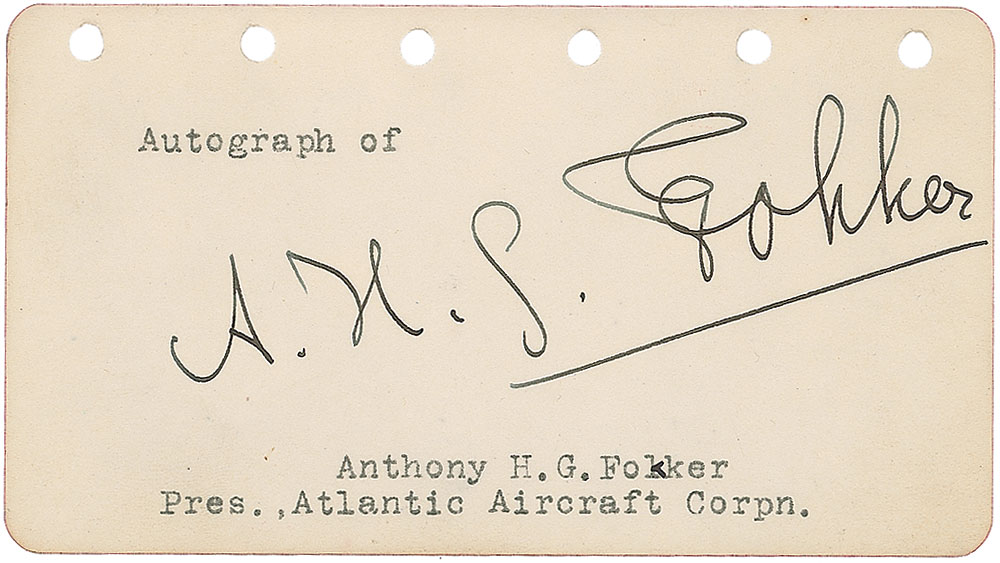 Autograph of
A. H. G. Fokker
Anthony H.G.Fokker
Pres.,Atlantic Aircraft Corpn.